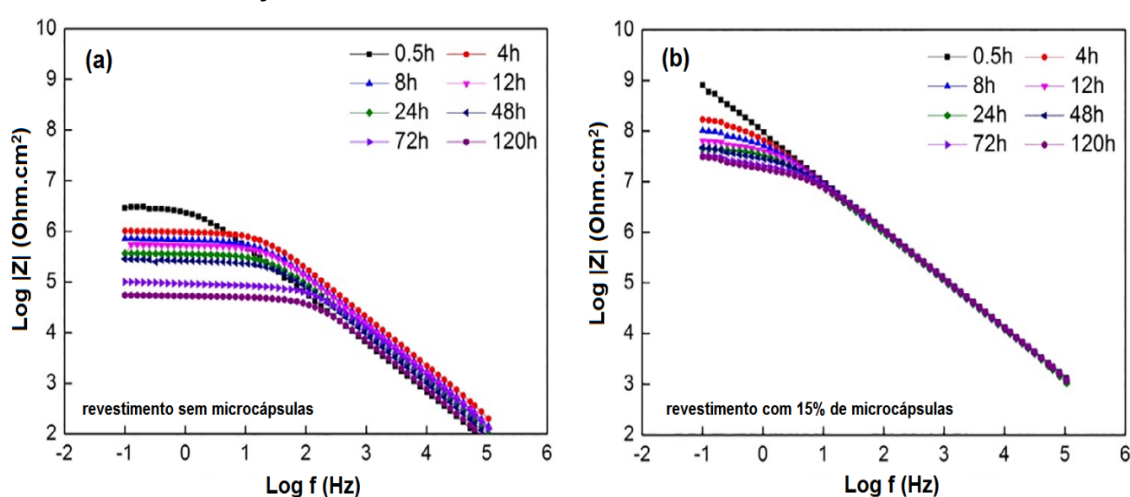 (a)
0.5h 4h
8h 12h
24h 48h
72h 120h
10
9
8
7
6
5
4
3
2
Log |Z| (Ohm.cm²)
revestimento sem microcápsulas
-2 -1 0 1 2 3 4 5 6
Log f (Hz)
(b)
0.5h 4h
8h 12h
24h 48h
72h 120h
10
9
8
7
6
5
4
3
2
Log |Z| (Ohm.cm²)
revestimento com 15% de microcápsulas
-2 -1 0 1 2 3 4 5 6
Log f (Hz)